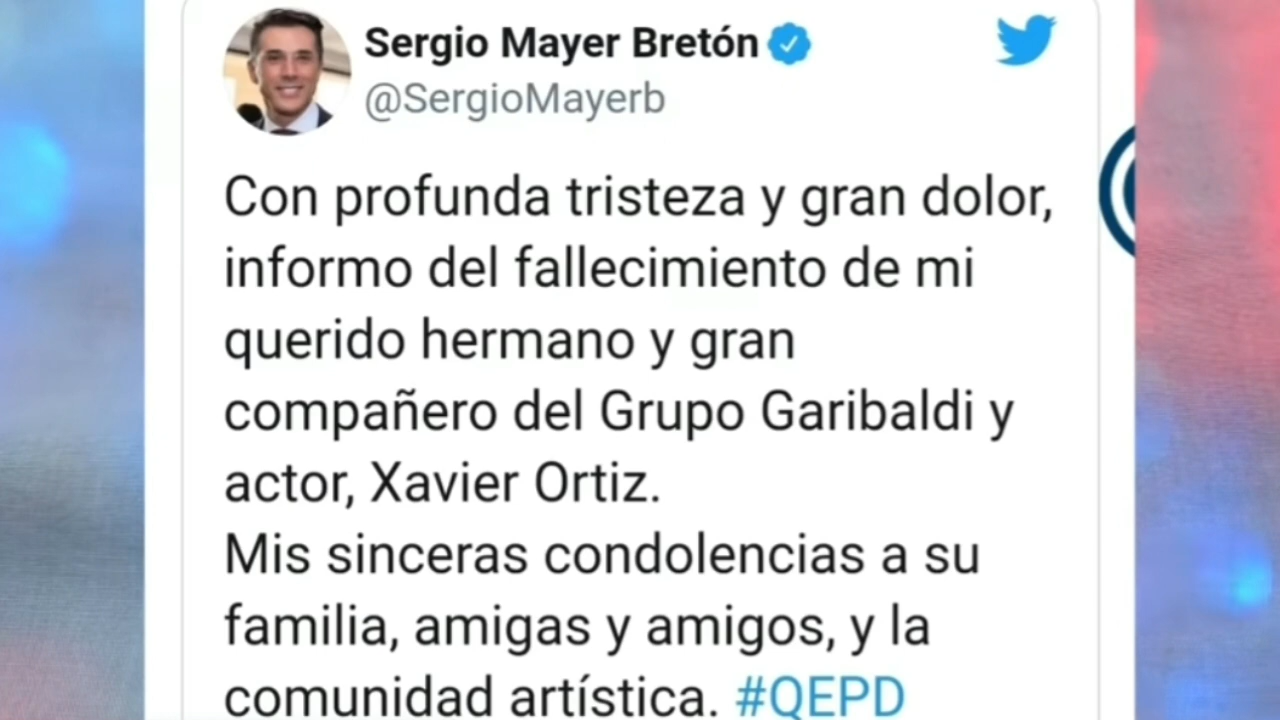 Sergio Mayer Bretón
@SergioMayerb
Con profunda tristeza y gran dolor,
informo del fallecimiento de mi
querido hermano y gran
compañero del Grupo Garibaldi y
actor, Xavier Ortiz.
Mis sinceras condolencias a su
familia, amigas y amigos, y la
comunidad artística. #QEPD